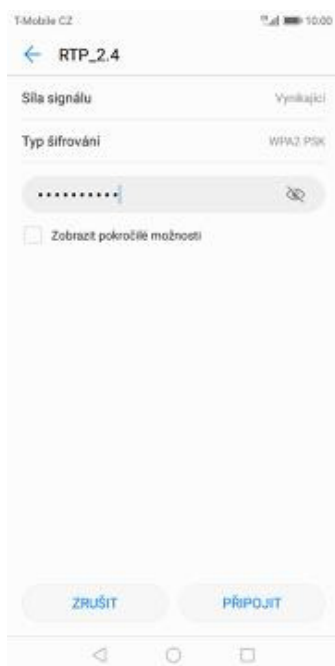 T-Mobile CZ 10:00
RTP_2.4
Síla signálu Vynikající
Typ šifrování WPA2 PSK
••••••••••
Zobrazit pokročilé možnosti
ZRUŠIT PŘIPOJIT